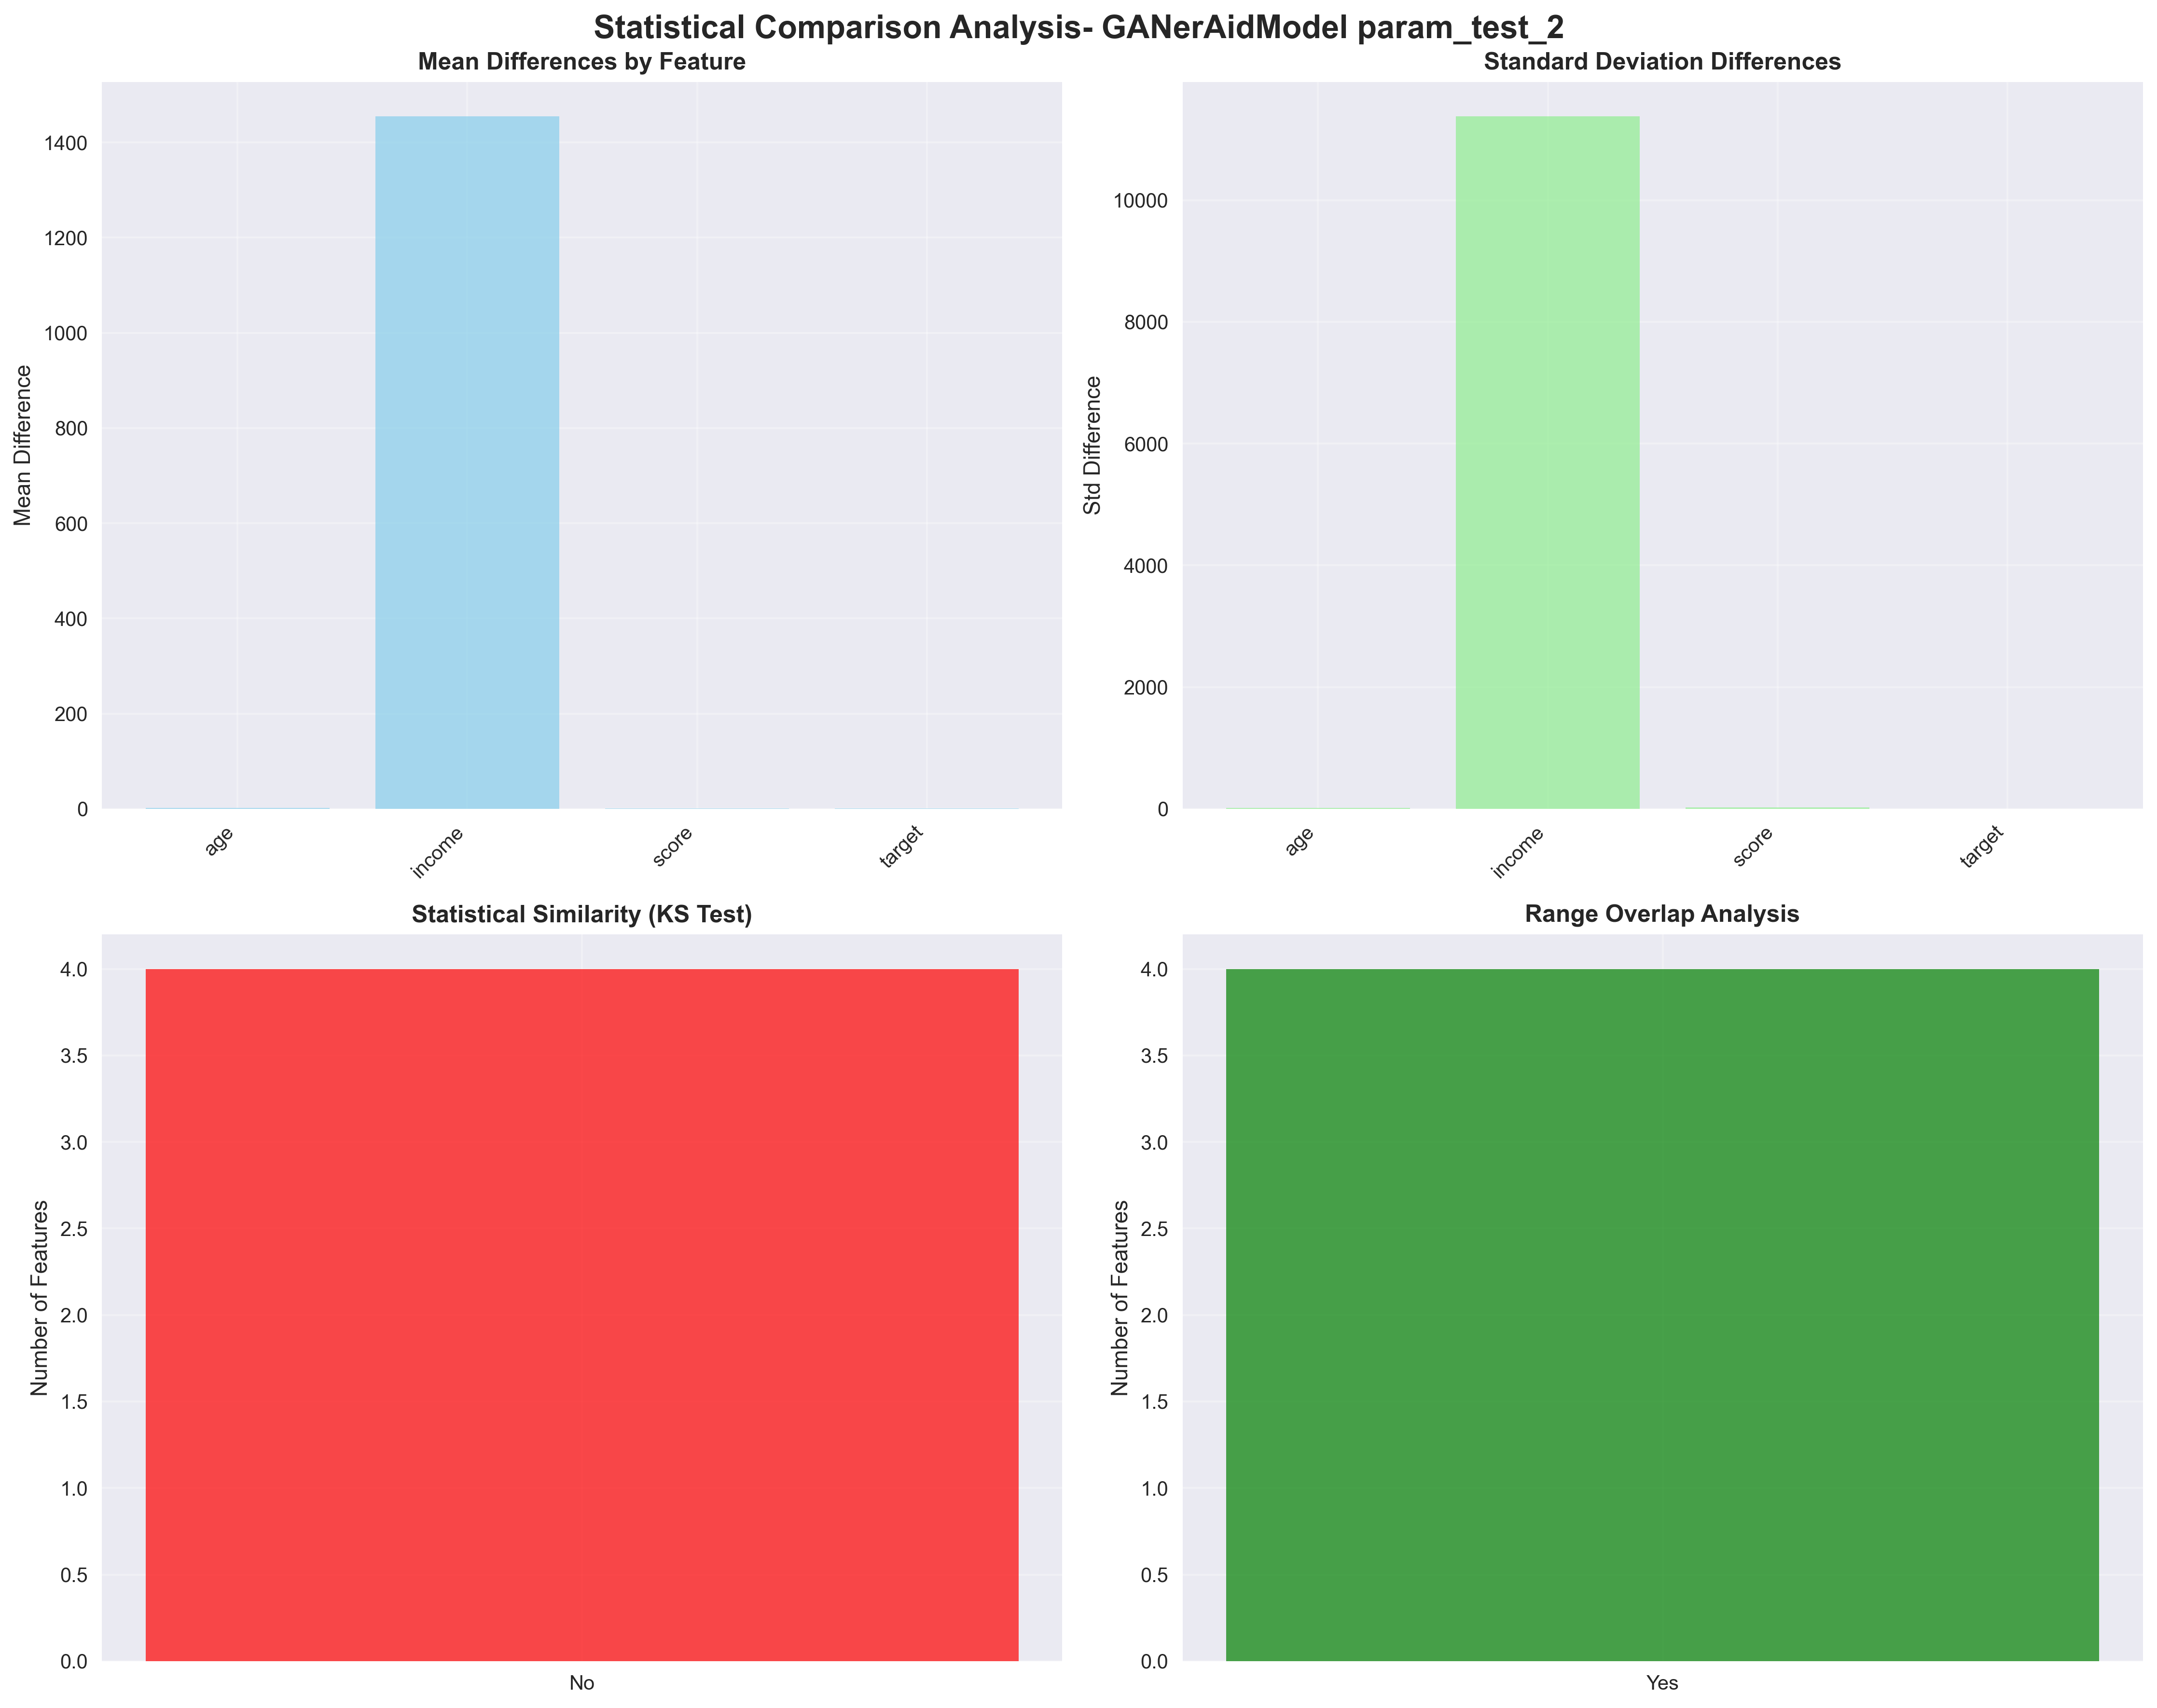 Statistical Comparison Analysis- GANerAidModel param_test_2
Mean Differences by Feature
Mean Difference
1400
1200
1000
800
600
400
200
0
age
income
score
target
Standard Deviation Differences
Std Difference
10000
8000
6000
4000
2000
0
age
income
score
target
Statistical Similarity (KS Test)
Number of Features
4.0
3.5
3.0
2.5
2.0
1.5
1.0
0.5
0.0
No
Range Overlap Analysis
Number of Features
4.0
3.5
3.0
2.5
2.0
1.5
1.0
0.5
0.0
Yes